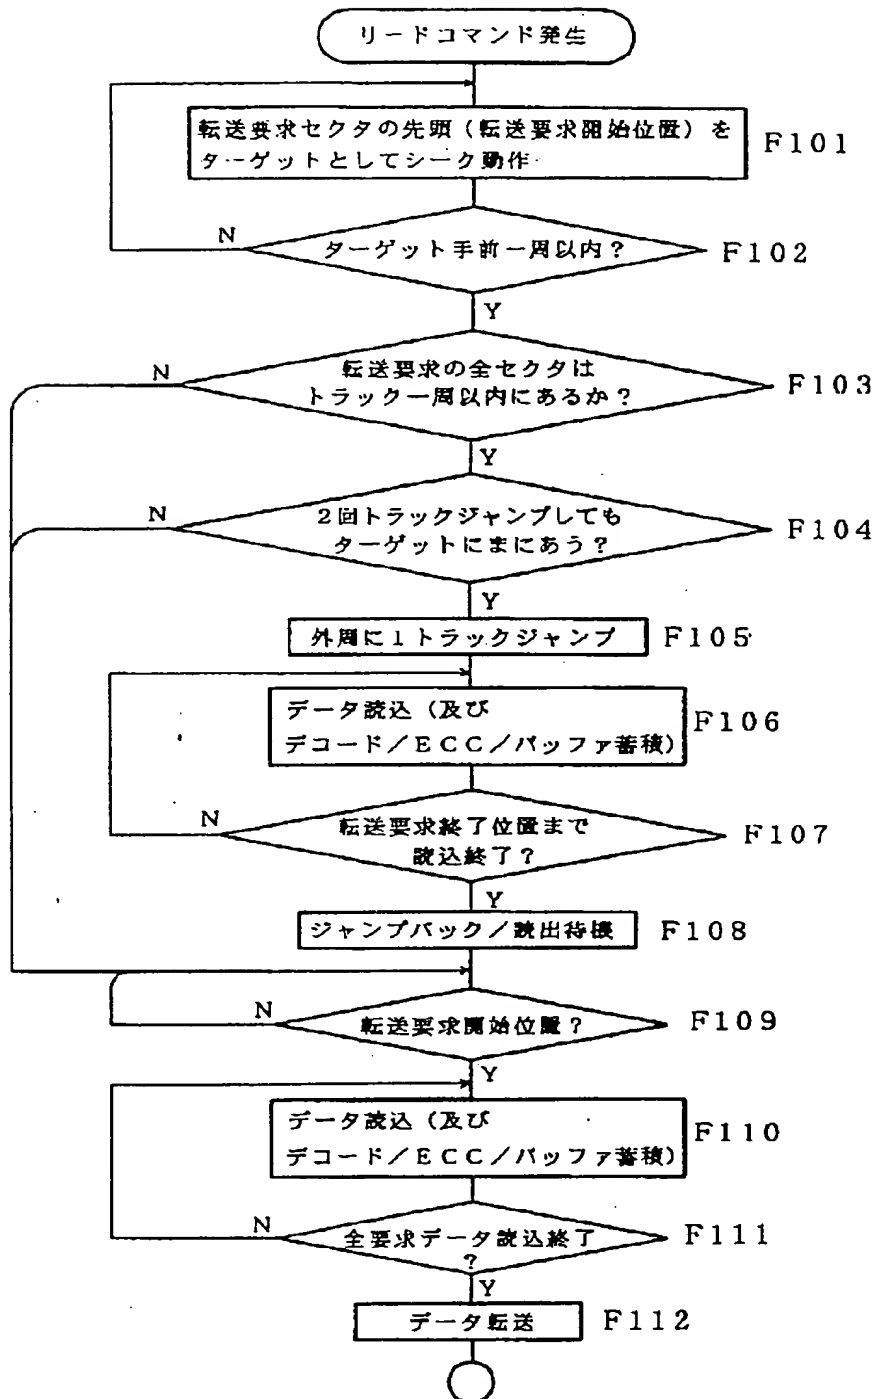 リードコマンド発生
転送要求セクタの先頭（転送要求開始位置）を
ターゲットとしてシーク動作
F101
ターゲット手前一周以内？
F102
N
Y
転送要求の全セクタは
トラック一周以内にあるか？
F103
N
Y
2回トラックジャンプしても
ターゲットにまにあう？
F104
N
Y
外周に1トラックジャンプ
F105
データ読込（及び
デコード／ECC／バッファ蓄積）
F106
転送要求終了位置まで
読込終了？
F107
N
Y
ジャンプバック／読出待機
F108
転送要求開始位置？
F109
N
Y
データ読込（及び
デコード／ECC／バッファ蓄積）
F110
全要求データ読込終了
？
F111
N
Y
データ転送
F112